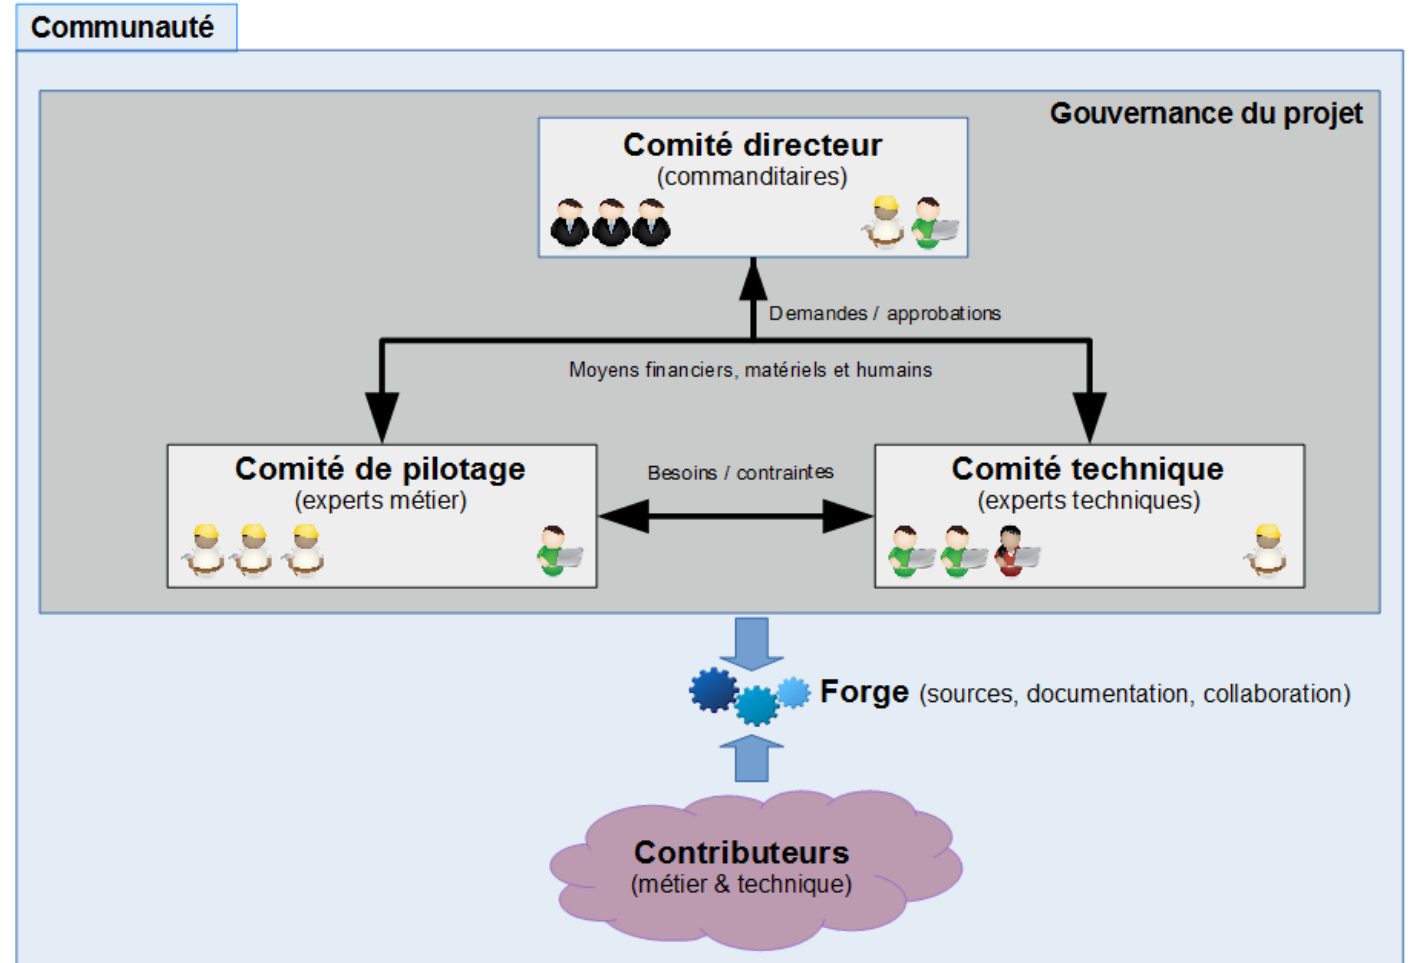 Communauté
Gouvernance du projet
Comité directeur
(commanditaires)
Demandes / approbations
Moyens financiers, matériels et humains
Comité de pilotage
(experts métier)
Besoins / contraintes
Comité technique
(experts techniques)
Forge (sources, documentation, collaboration)
Contributeurs
(métier & technique)